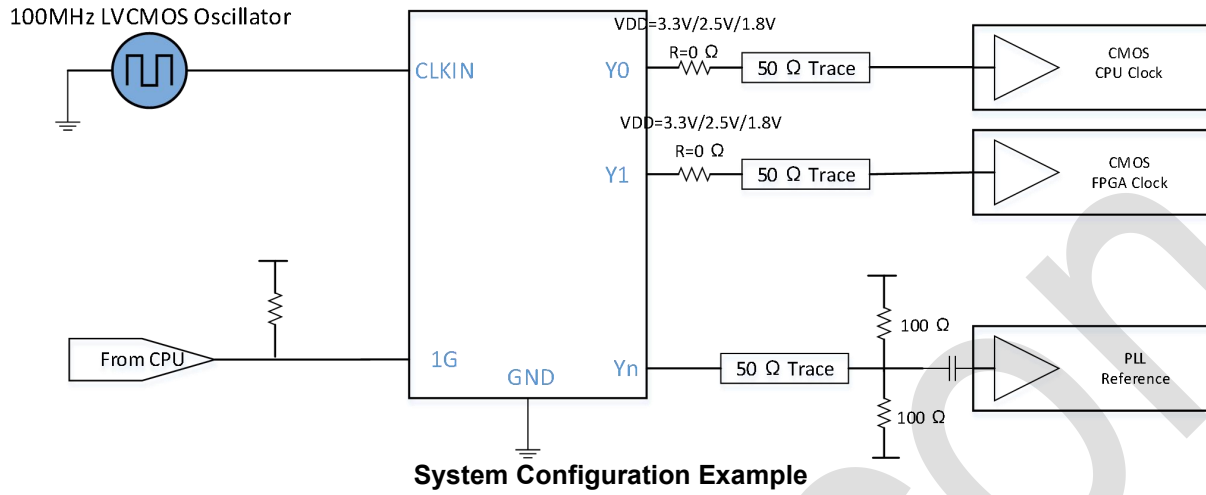 100MHz LVCMOS Oscillator
VDD=3.3V/2.5V/1.8V
R=0 Ω
CLKIN
Y0
50 Ω Trace
CMOS
CPU Clock
VDD=3.3V/2.5V/1.8V
R=0 Ω
Y1
50 Ω Trace
CMOS
FPGA Clock
100 Ω
From CPU
1G
GND
Yn
50 Ω Trace
PLL
Reference
100 Ω
System Configuration Example